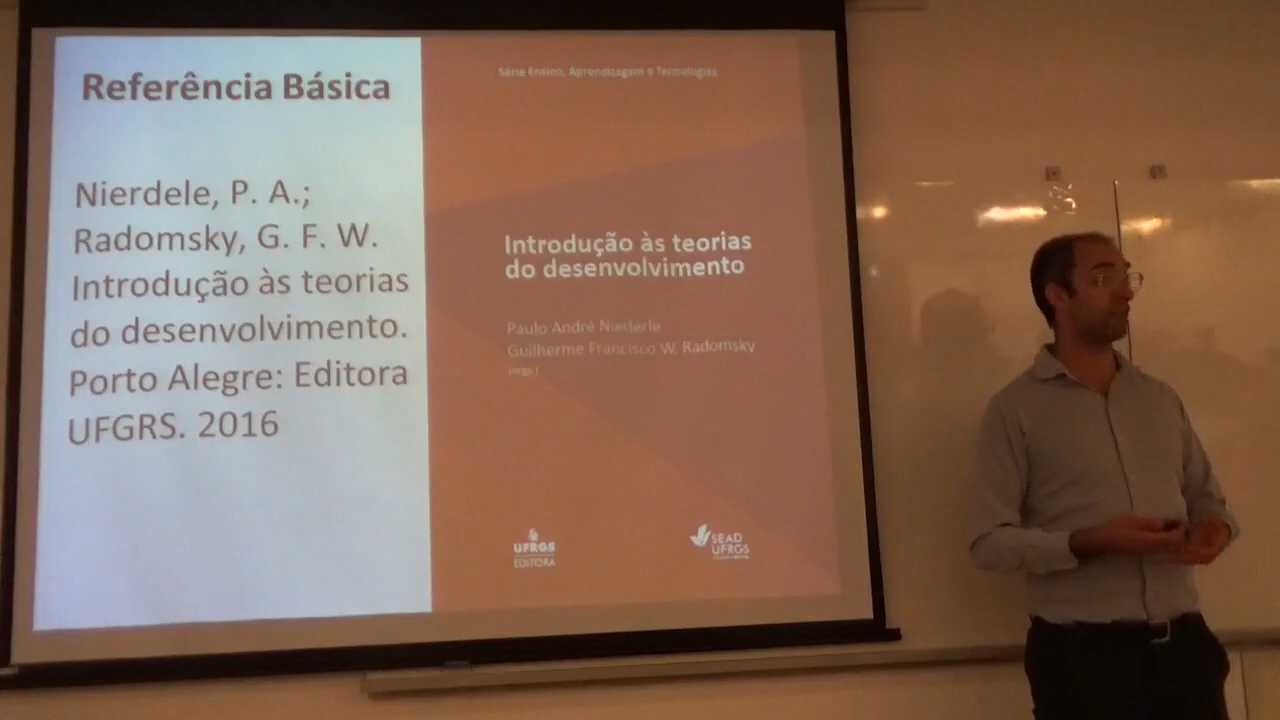 Referência Básica
Nierdele, P. A.;
Radomsky, G. F. W.
Introdução às teorias
do desenvolvimento.
Porto Alegre: Editora
UFGRS. 2016
Série Ensino, Aprendizagem e Tecnologias
Introdução às teorias
do desenvolvimento
Paulo André Niederle
Guilherme Francisco W. Radomsky
(orgs.)
UFRGS
EDITORA
SEAD
UFRGS